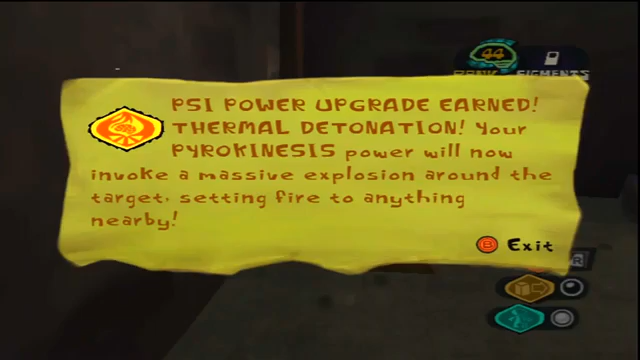 44
RANK FIGMENTS
PSI POWER UPGRADE EARNED!
THERMAL DETONATION! Your
PYROKINESIS power will now
invoke a massive explosion around the
target, setting fire to anything
nearby!
B Exit
R